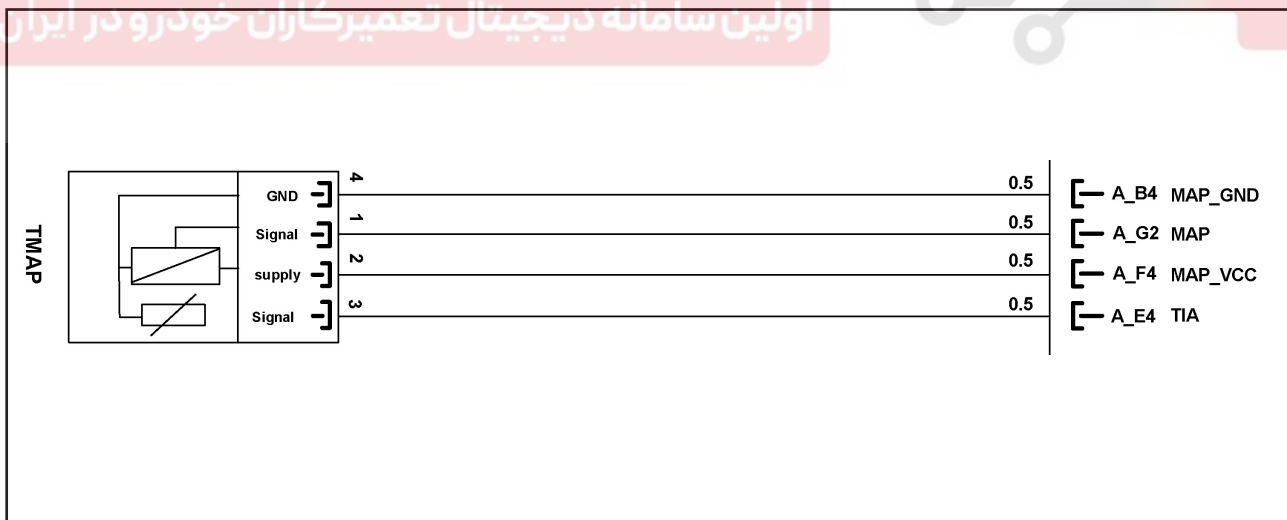 اولین سامانه دیجیتال تعمیرکاران خودرو در ایران
TMAP
GND 4 0.5 A_B4 MAP_GND
Signal 1 0.5 A_G2 MAP
supply 2 0.5 A_F4 MAP_VCC
Signal 3 0.5 A_E4 TIA